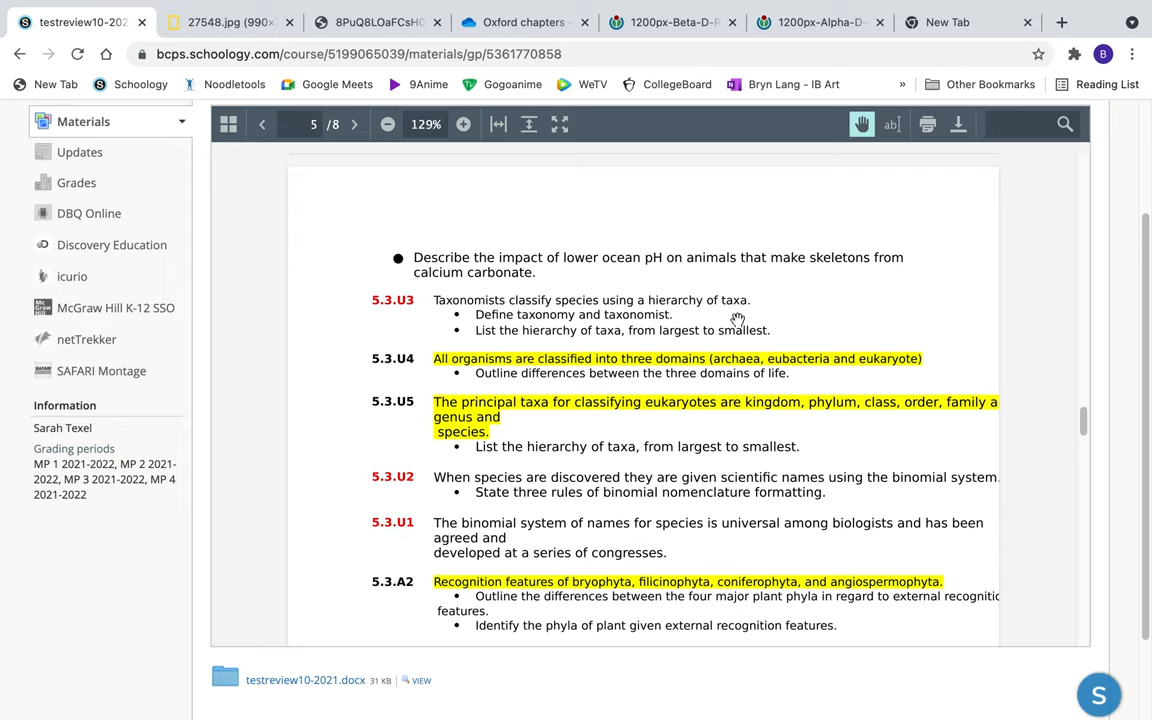 testreview10-202
27548.jpg (990×
8PuQ8LOaFCsH0
Oxford chapters -
1200px-Beta-D-R
1200px-Alpha-D-
New Tab
bcps.schoology.com/course/5199065039/materials/gp/5361770858
B
New Tab
Schoology
Noodletools
Google Meets
9Anime
Gogoanime
WeTV
CollegeBoard
Bryn Lang - IB Art
»
Other Bookmarks
Reading List
Materials
Updates
Grades
DBQ Online
Discovery Education
icurio
McGraw Hill K-12 SSO
netTrekker
SAFARI Montage
Information
Sarah Texel
Grading periods
MP 1 2021-2022, MP 2 2021-
2022, MP 3 2021-2022, MP 4
2021-2022
5 /8
129%
● Describe the impact of lower ocean pH on animals that make skeletons from
calcium carbonate.
5.3.U3 Taxonomists classify species using a hierarchy of taxa.
• Define taxonomy and taxonomist.
• List the hierarchy of taxa, from largest to smallest.
5.3.U4 All organisms are classified into three domains (archaea, eubacteria and eukaryote)
• Outline differences between the three domains of life.
5.3.U5 The principal taxa for classifying eukaryotes are kingdom, phylum, class, order, family a
genus and
species.
• List the hierarchy of taxa, from largest to smallest.
5.3.U2 When species are discovered they are given scientific names using the binomial system.
• State three rules of binomial nomenclature formatting.
5.3.U1 The binomial system of names for species is universal among biologists and has been
agreed and
developed at a series of congresses.
5.3.A2 Recognition features of bryophyta, filicinophyta, coniferophyta, and angiospermophyta.
• Outline the differences between the four major plant phyla in regard to external recognitic
features.
• Identify the phyla of plant given external recognition features.
testreview10-2021.docx 31 KB VIEW
S